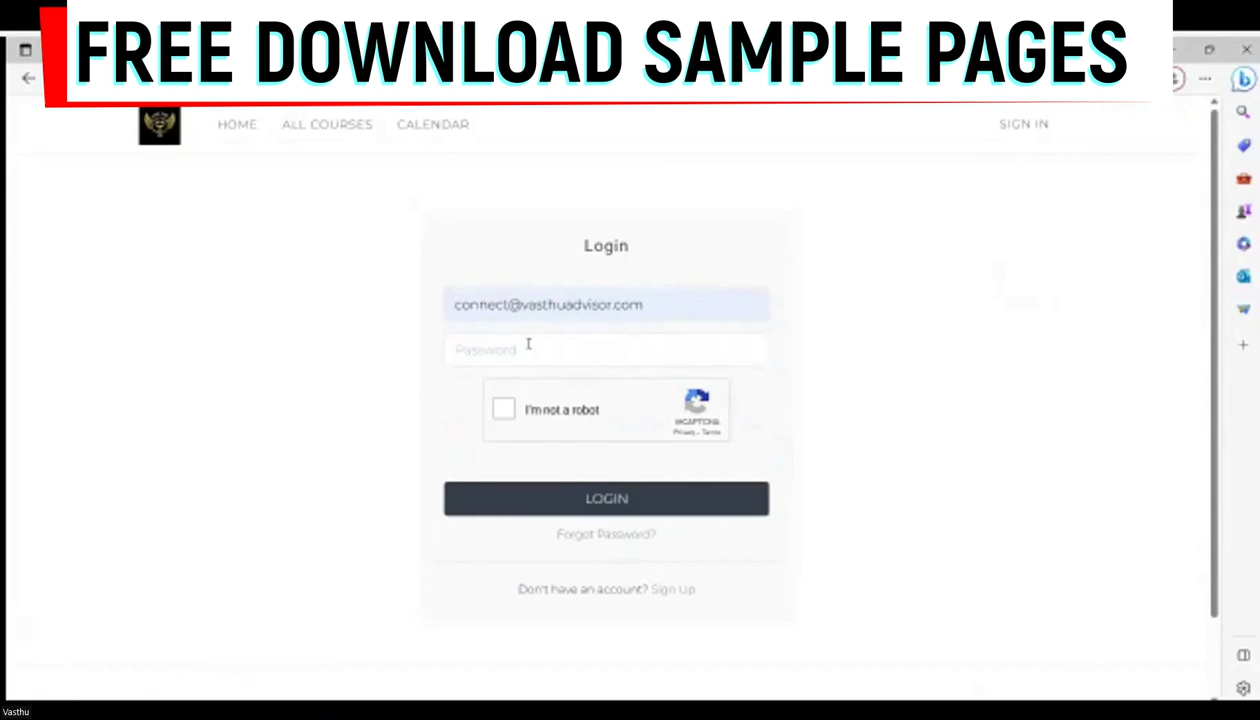 FREE DOWNLOAD SAMPLE PAGES
HOME ALL COURSES CALENDAR SIGN IN
Login
connect@vasthuadvisor.com
Password
I'm not a robot
reCAPTCHA
Privacy - Terms
LOGIN
Forgot Password?
Don't have an account? Sign Up
Vasthu